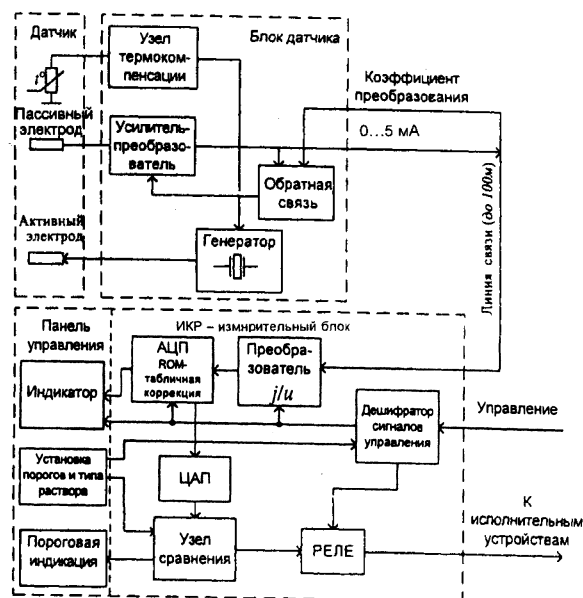 Датчик
Узел
термоком-
пенсации
Блок датчика
t°
Коэффициент
преобразования
Пассивный
электрод
Усилитель-
преобразо-
ватель
0...5 мА
Обратная
связь
Линия связи (до 100м)
Активный
электрод
Генератор
Панель
управления
ИКР – измнрительный блок
АЦП
ROM-
табличная
коррекция
Преобра-
зователь
j/u
Индикатор
Дешифратор
сигналов
управления
Управление
Установка
порогов и типа
раствора
ЦАП
К
исполнительным
устройствам
Пороговая
индикация
Узел
сравнения
РЕЛЕ